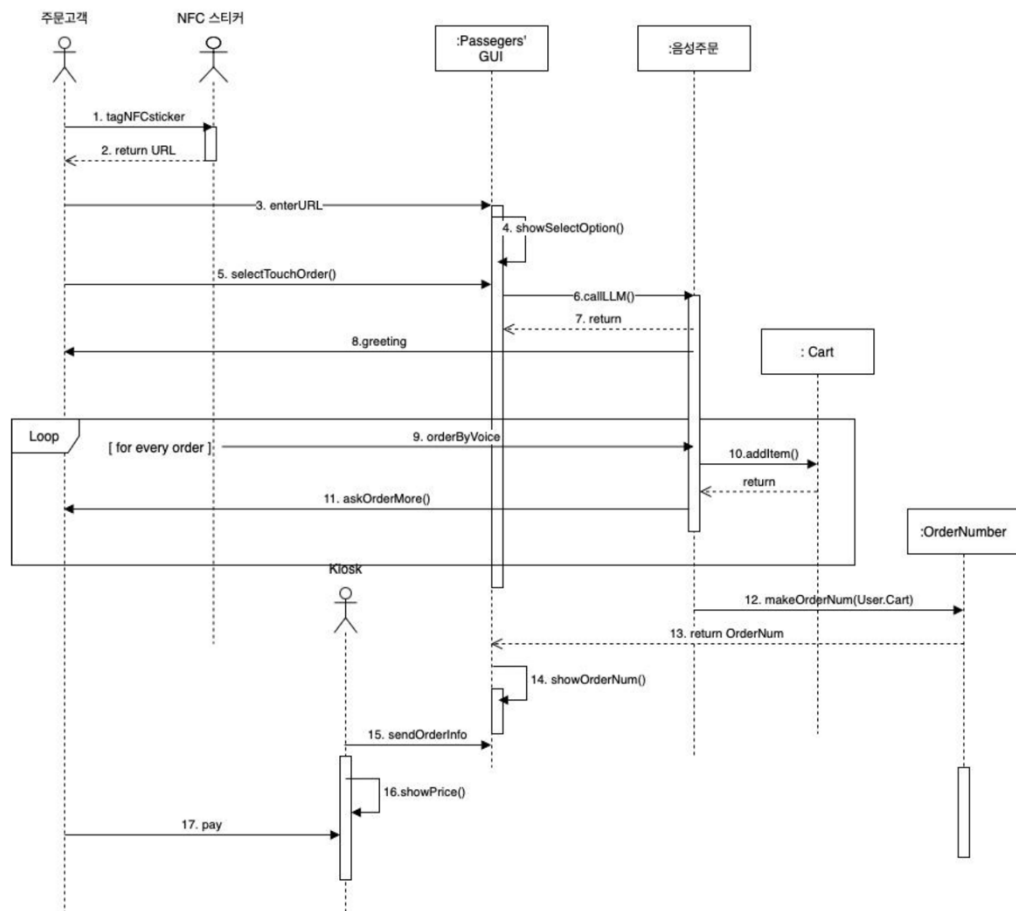 주문고객
NFC 스티커
:Passegers'
GUI
:음성주문
1. tagNFCsticker
2. return URL
3. enterURL
4. showSelectOption()
5. selectTouchOrder()
6.callLLM()
7. return
8.greeting
: Cart
Loop
[ for every order ]
9. orderByVoice
10.addItem()
return
11. askOrderMore()
:OrderNumber
Kiosk
12. makeOrderNum(User.Cart)
13. return OrderNum
14. showOrderNum()
15. sendOrderInfo
16.showPrice()
17. pay